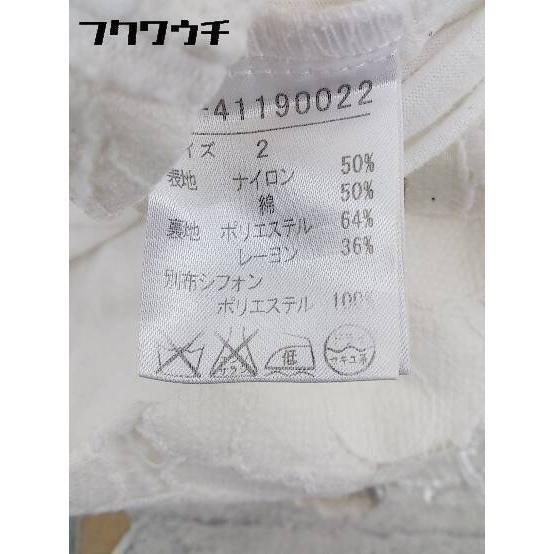 フクワウチ
-41190022
イズ 2
表地 ナイロン 50%
綿 50%
裏地 ポリエステル 64%
レーヨン 36%
別布シフォン
ポリエステル 100%
低